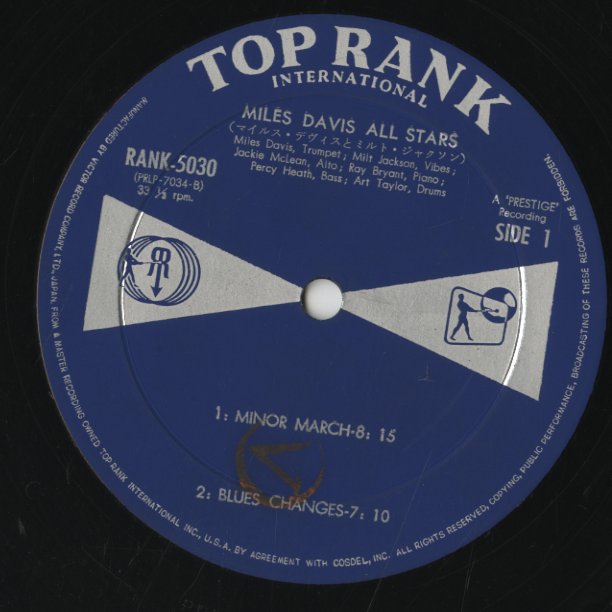 TOP RANK
INTERNATIONAL
MILES DAVIS ALL STARS
(マイルス・デヴィスとミルト・ジャクソン)
Miles Davis, Trumpet; Milt Jackson, Vibes;
Jackie McLean, Alto; Ray Bryant, Piano;
Percy Heath, Bass; Art Taylor, Drums
RANK-5030
(PRLP-7034-B)
33 ⅓ rpm.
A "PRESTIGE"
Recording
SIDE 1
1: MINOR MARCH-8: 15
2: BLUES CHANGES-7: 10
MANUFACTURED BY VICTOR RECORD COMPANY, LTD., JAPAN, FROM A MASTER RECORDING OWNED TOP RANK INTERNATIONAL INC., U.S.A. BY AGREEMENT WITH COSDEL, INC. ALL RIGHTS RESERVED, COPYING, PUBLIC PERFORMANCE, BROADCASTING OF THESE RECORDS ARE FORBIDDEN.